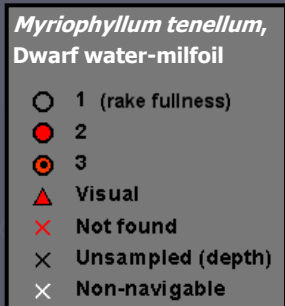 Myriophyllum tenellum,
Dwarf water-milfoil
1 (rake fullness)
2
3
Visual
Not found
Unsampled (depth)
Non-navigable